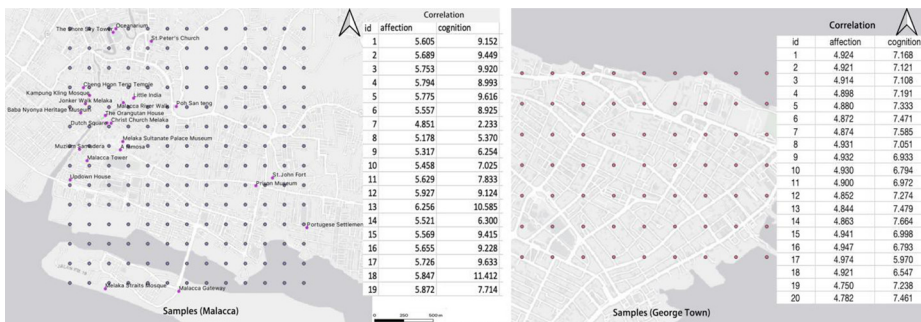 Oceanarium
The Shore Sky Tower
St.Peter's Church
Cheng Hoon Teng Temple
Kampung Kling Mosque
Little India
Jonker Walk Melaka
Malacca River Walk
Poh San teng
Baba Nyonya Heritage Museum
The Orangutan House
Dutch Square
Christ Church Melaka
Melaka Sultanate Palace Museum
Muzium Samudera
A Famosa
Malacca Tower
Updown House
St.John Fort
Prison Museum
Portugese Settlemen
Melaka Straits Mosque
Malacca Gateway
Samples (Malacca)
0 250 500 m
Correlation
id affection cognition
1 5.605 9.152
2 5.689 9.449
3 5.753 9.920
4 5.794 8.993
5 5.775 9.616
6 5.557 8.925
7 4.851 2.233
8 5.178 5.370
9 5.317 6.254
10 5.458 7.025
11 5.629 7.833
12 5.927 9.124
13 6.256 10.585
14 5.521 6.300
15 5.569 9.415
16 5.655 9.228
17 5.726 9.633
18 5.847 11.412
19 5.872 7.714
Samples (George Town)
Correlation
id affection cognition
1 4.924 7.168
2 4.921 7.121
3 4.914 7.108
4 4.898 7.191
5 4.880 7.333
6 4.872 7.471
7 4.874 7.585
8 4.931 7.051
9 4.932 6.933
10 4.930 6.794
11 4.900 6.972
12 4.852 7.274
13 4.844 7.479
14 4.863 7.664
15 4.941 6.998
16 4.947 6.793
17 4.974 5.970
18 4.921 6.547
19 4.750 7.238
20 4.782 7.461